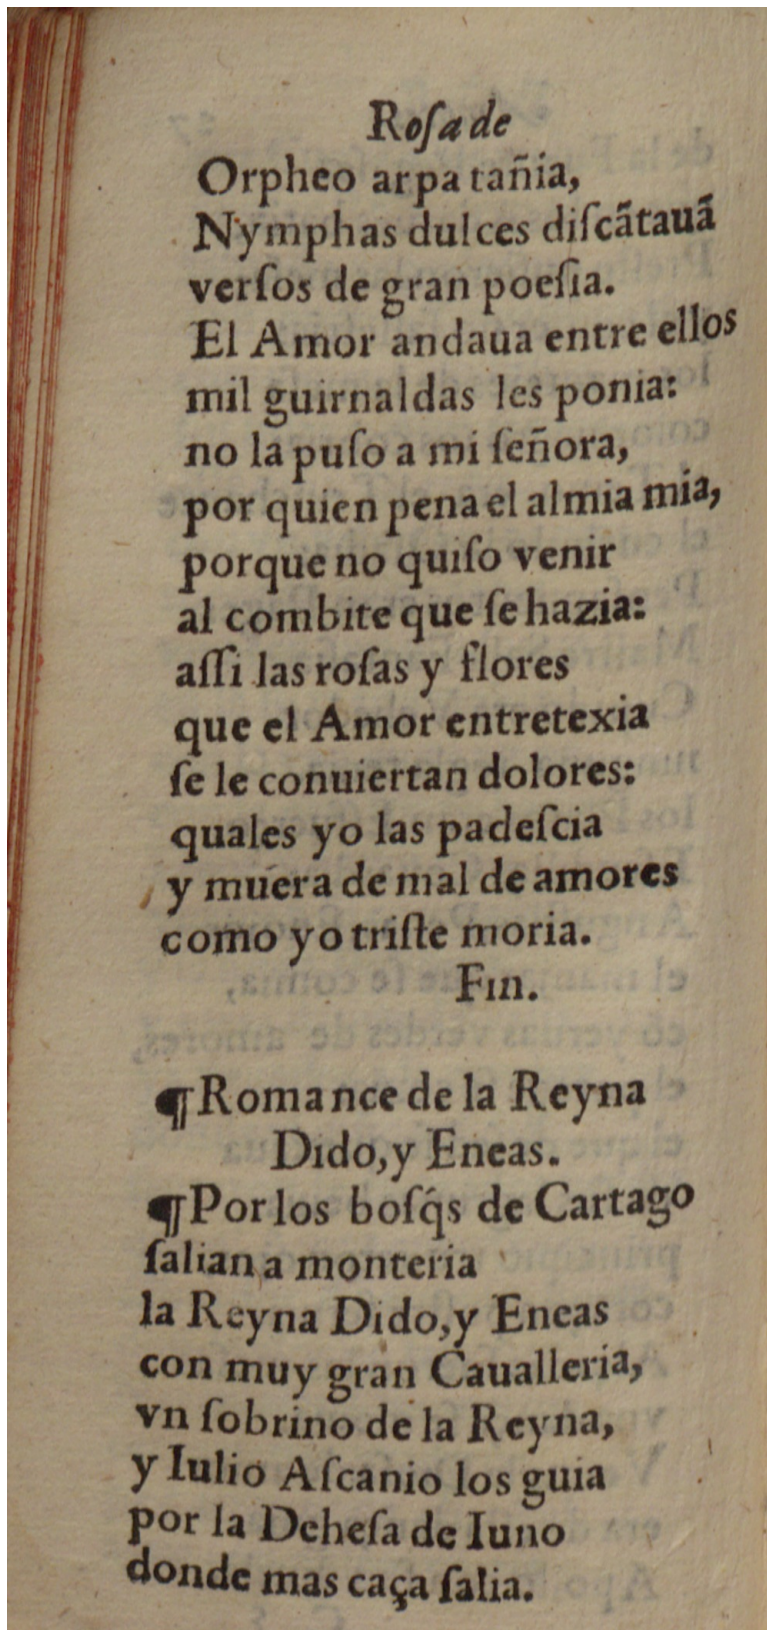 Roſa de
Orpheo arpa tañia,
Nymphas dulces diſcãtauã
verſos de gran poeſia.
El Amor andaua entre ellos
mil guirnaldas les ponia:
no la puſo a mi ſeñora,
por quien pena el almia mia,
porque no quiſo venir
al combite que ſe hazia:
aſſi las roſas y flores
que el Amor entretexia
ſe le conuiertan dolores:
quales yo las padeſcia
y muera de mal de amores
como yo triſte moria.
Fin.
¶Romance de la Reyna
Dido, y Eneas.
¶Por los boſq́s de Cartago
ſalian a monteria
la Reyna Dido, y Eneas
con muy gran Caualleria,
vn ſobrino de la Reyna,
y Iulio Aſcanio los guia
por la Deheſa de Iuno
donde mas caça ſalia.